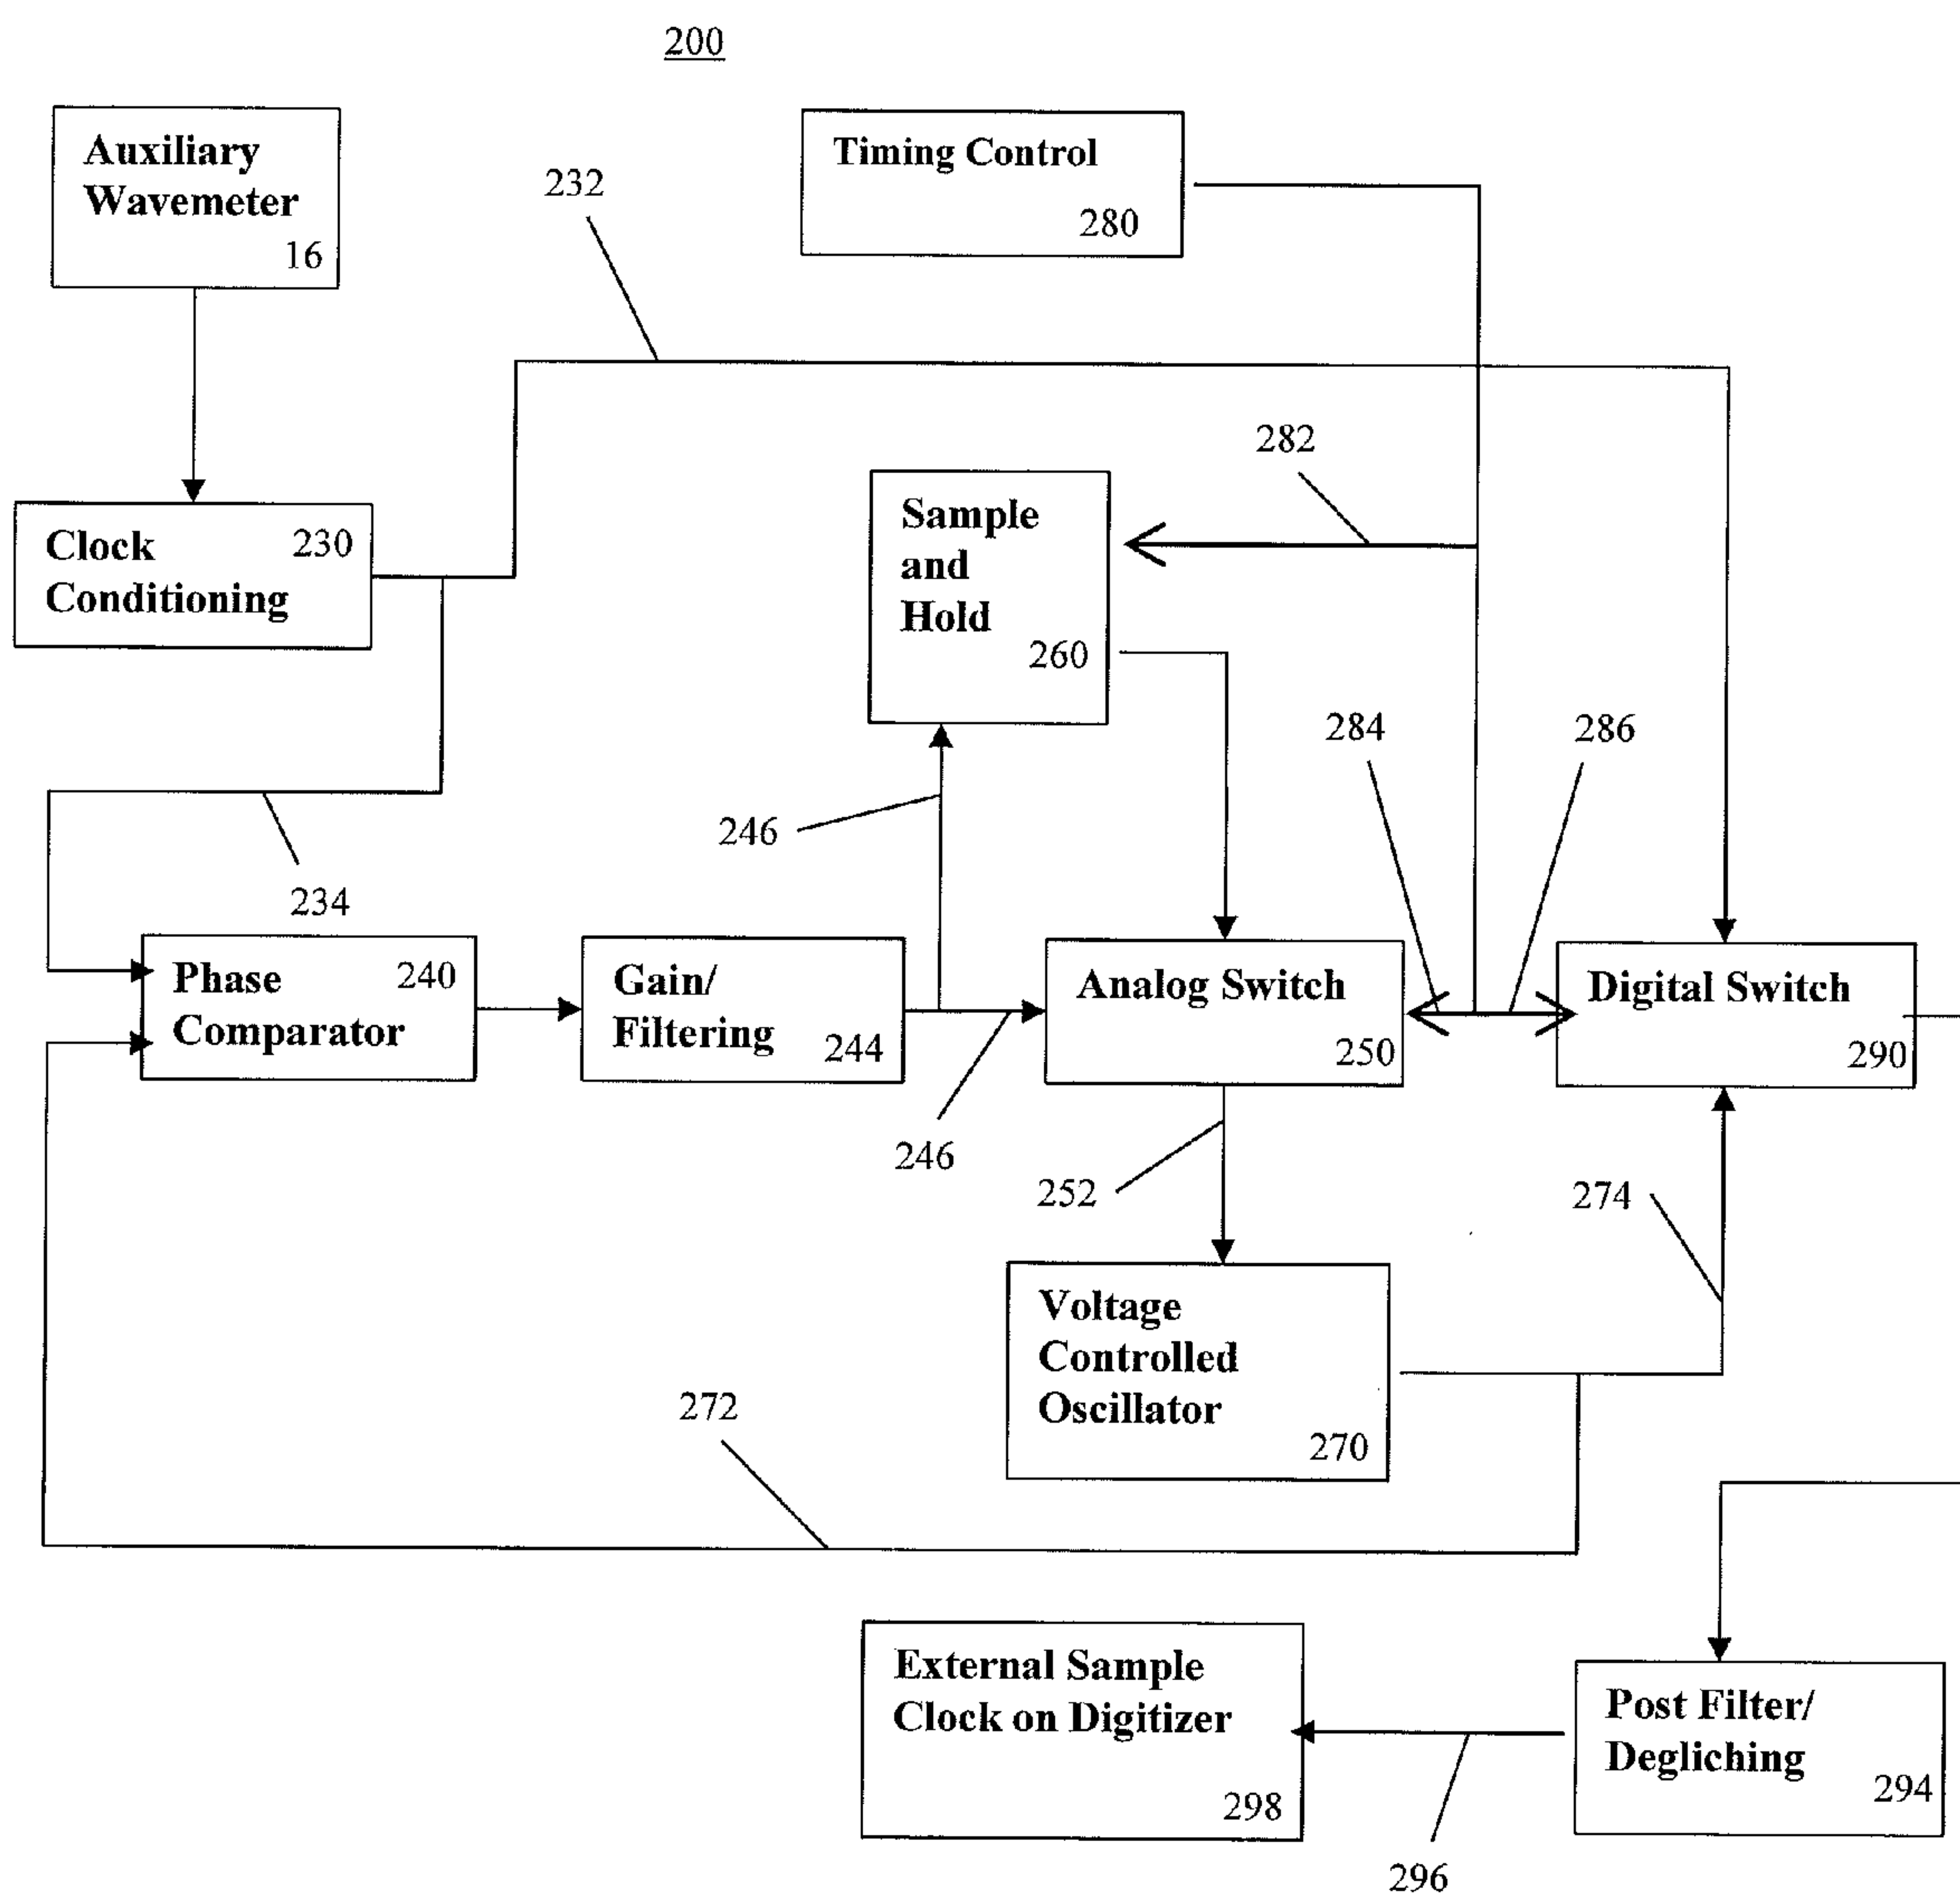 200
Auxiliary
Wavemeter
16
Timing Control
280
232
Clock
Conditioning
230
282
Sample
and
Hold
260
234
246
284
286
Phase
Comparator
240
Gain/
Filtering
244
Analog Switch
250
Digital Switch
290
246
252
274
Voltage
Controlled
Oscillator
270
272
External Sample
Clock on Digitizer
298
Post Filter/
Degliching
294
296